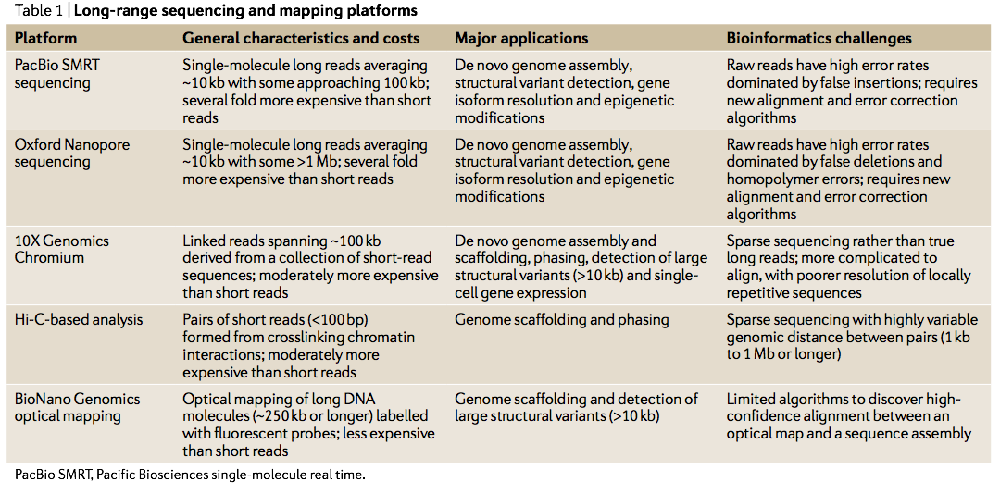 Table 1 | Long-range sequencing and mapping platforms
Platform
General characteristics and costs
Major applications
Bioinformatics challenges
PacBio SMRT
sequencing
Single-molecule long reads averaging
~10 kb with some approaching 100 kb;
several fold more expensive than short
reads
De novo genome assembly,
structural variant detection, gene
isoform resolution and epigenetic
modifications
Raw reads have high error rates
dominated by false insertions; requires
new alignment and error correction
algorithms
Oxford Nanopore
sequencing
Single-molecule long reads averaging
~10 kb with some >1 Mb; several fold
more expensive than short reads
De novo genome assembly,
structural variant detection, gene
isoform resolution and epigenetic
modifications
Raw reads have high error rates
dominated by false deletions and
homopolymer errors; requires new
alignment and error correction
algorithms
10X Genomics
Chromium
Linked reads spanning ~100 kb
derived from a collection of short-read
sequences; moderately more expensive
than short reads
De novo genome assembly and
scaffolding, phasing, detection of large
structural variants (>10 kb) and single-
cell gene expression
Sparse sequencing rather than true
long reads; more complicated to
align, with poorer resolution of locally
repetitive sequences
Hi-C-based analysis
Pairs of short reads (<100 bp)
formed from crosslinking chromatin
interactions; moderately more
expensive than short reads
Genome scaffolding and phasing
Sparse sequencing with highly variable
genomic distance between pairs (1 kb
to 1 Mb or longer)
BioNano Genomics
optical mapping
Optical mapping of long DNA
molecules (~250 kb or longer) labelled
with fluorescent probes; less expensive
than short reads
Genome scaffolding and detection of
large structural variants (>10 kb)
Limited algorithms to discover high-
confidence alignment between an
optical map and a sequence assembly
PacBio SMRT, Pacific Biosciences single-molecule real time.